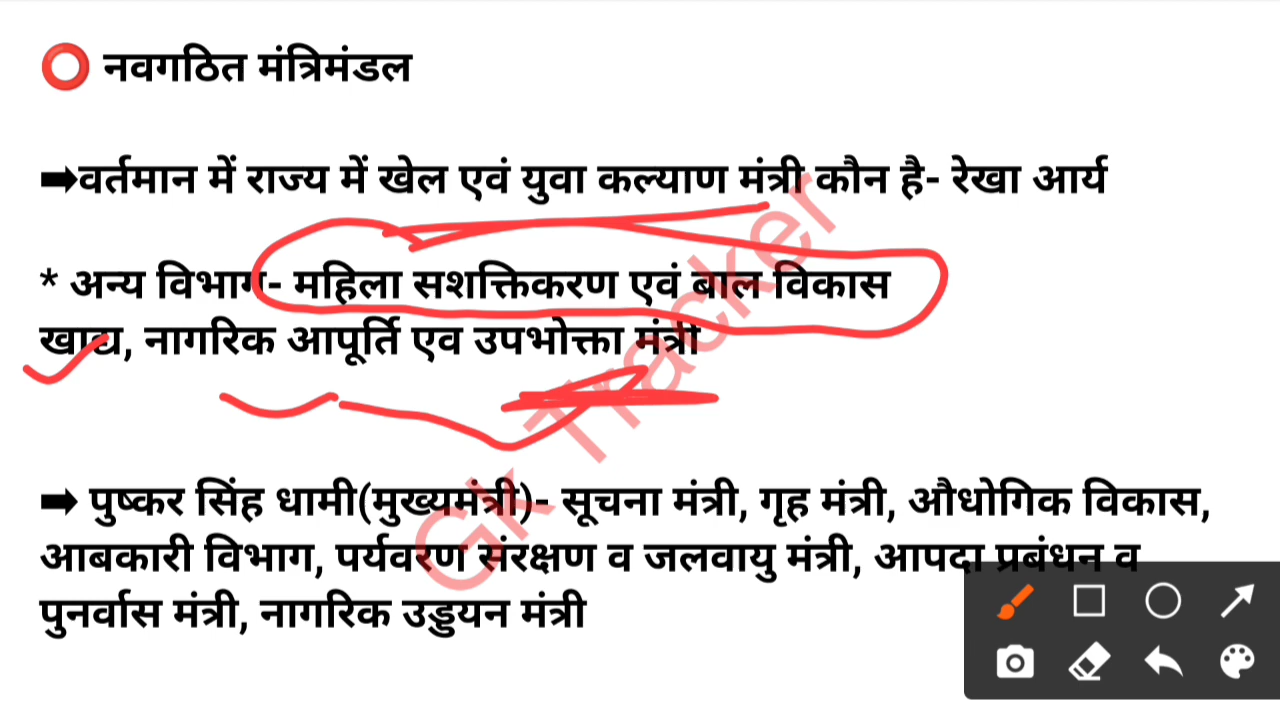 ⭕ नवगठित मंत्रिमंडल
➡वर्तमान में राज्य में खेल एवं युवा कल्याण मंत्री कौन है- रेखा आर्य
* अन्य विभाग- महिला सशक्तिकरण एवं बाल विकास
खाद्य, नागरिक आपूर्ति एव उपभोक्ता मंत्री
➡ पुष्कर सिंह धामी(मुख्यमंत्री)- सूचना मंत्री, गृह मंत्री, औधोगिक विकास,
आबकारी विभाग, पर्यवरण संरक्षण व जलवायु मंत्री, आपदा प्रबंधन व
पुनर्वास मंत्री, नागरिक उड्डयन मंत्री
Gk Tracker